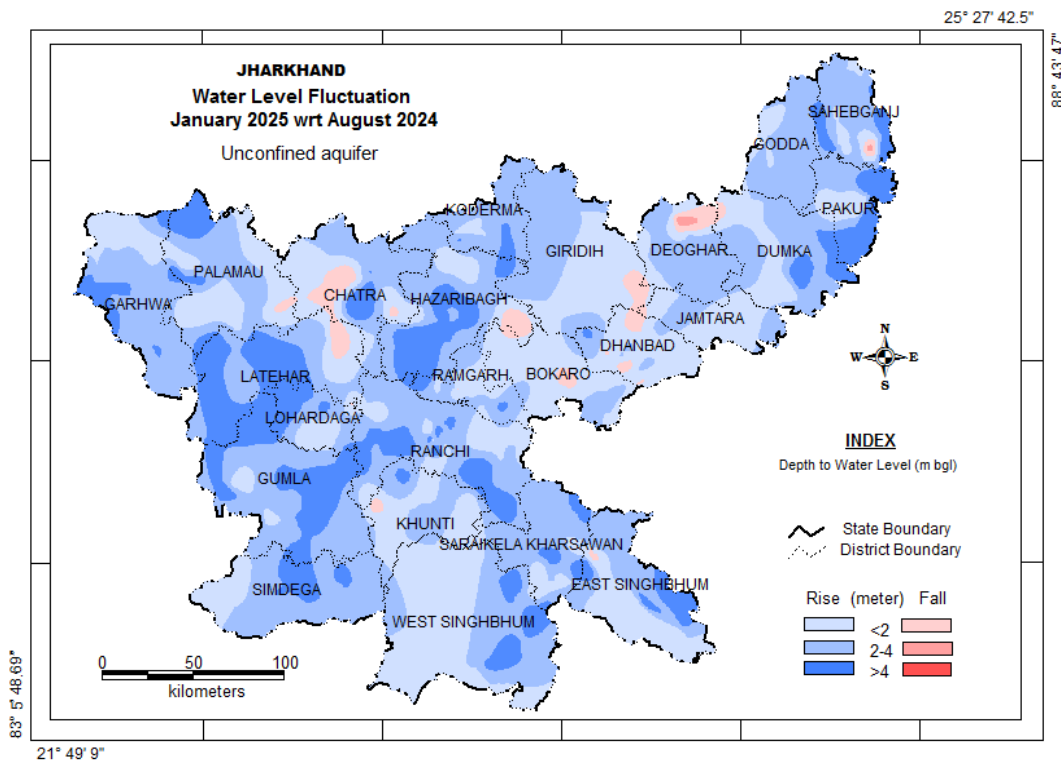 25° 27' 42.5"
88° 43' 47"
JHARKHAND
Water Level Fluctuation
January 2025 wrt August 2024
Unconfined aquifer
SAHEBGANJ
GODDA
KODERMA
PAKUR
GIRIDIH
DEOGHAR
DUMKA
PALAMAU
CHATRA
HAZARIBAGH
GARHWA
JAMTARA
DHANBAD
N
W E
S
LATEHAR
RAMGARH
BOKARO
LOHARDAGA
RANCHI
INDEX
Depth to Water Level (m bgl)
GUMLA
KHUNTI
State Boundary
SARAIKELA KHARSAWAN
District Boundary
SIMDEGA
EAST SINGHBHUM
WEST SINGHBHUM
Rise (meter) Fall
<2
2-4
>4
0 50 100
kilometers
83° 5' 48.69"
21° 49' 9"